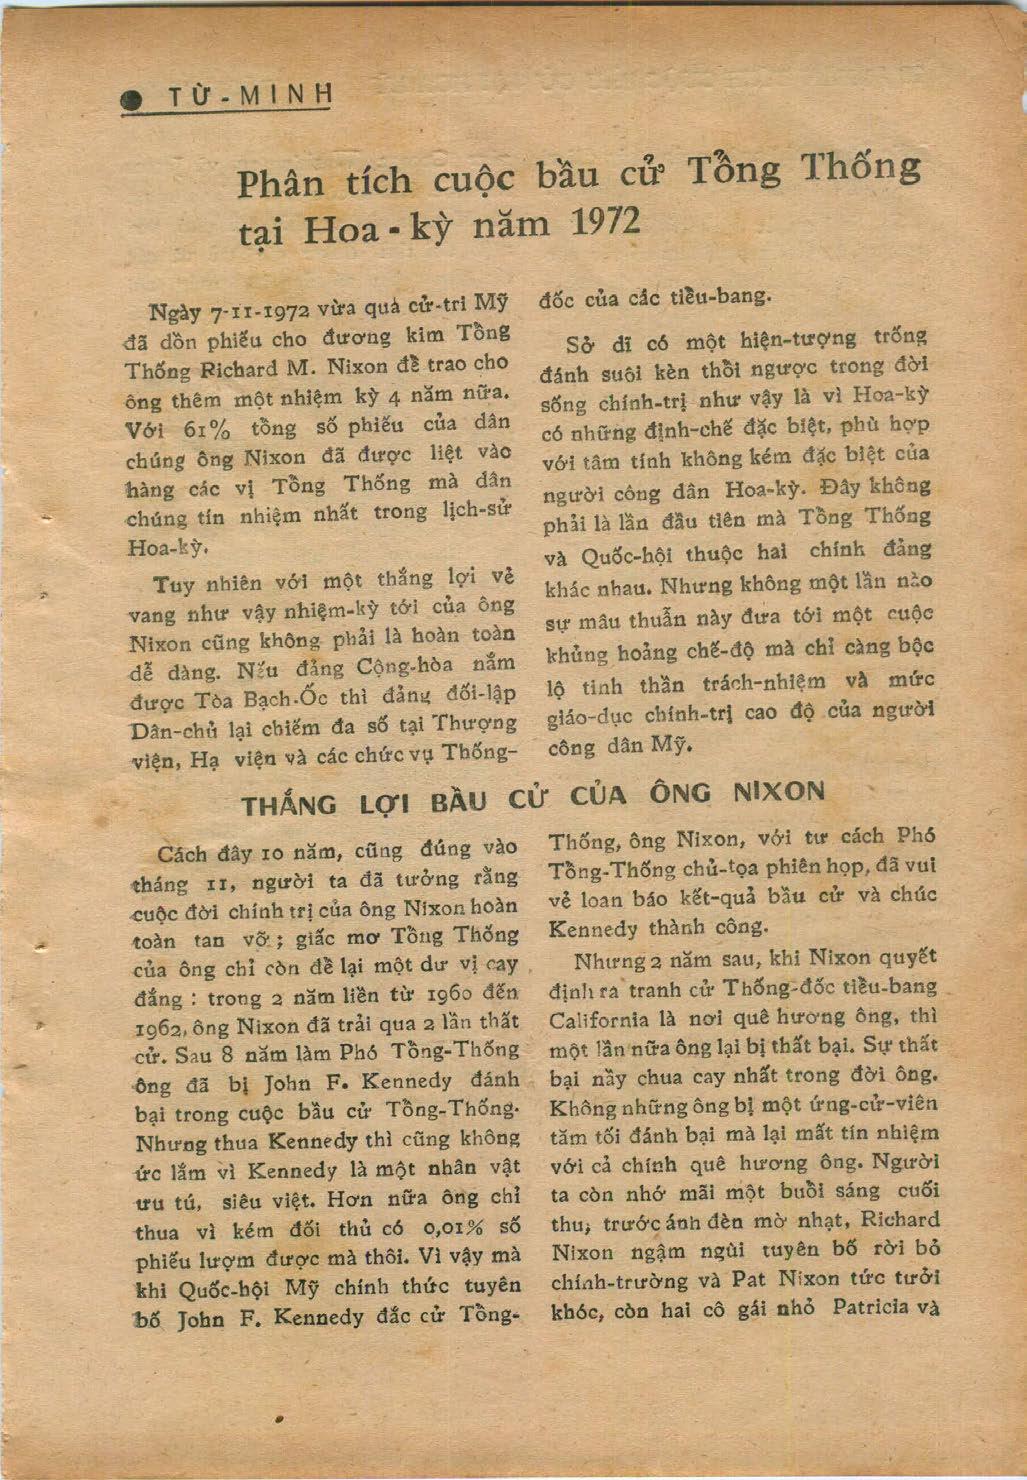 TỪ-MINH
Phân tích cuộc bầu cử Tổng Thống
tại Hoa-kỳ năm 1972
Ngày 7-11-1972 vừa quá cử-tri Mỹ
đã dồn phiếu cho đương kim Tổng
Thống Richard M. Nixon để trao cho
ông thêm một nhiệm kỳ 4 năm nữa.
Với 61% tổng số phiếu của dân
chúng ông Nixon đã được liệt vào
hàng các vị Tổng Thống mà dân
chúng tín nhiệm nhất trong lịch-sử
Hoa-kỳ.
Tuy nhiên với một thắng lợi vẻ
vang như vậy nhiệm-kỳ tới của ông
Nixon cũng không phải là hoàn toàn
dễ dàng. Nếu đảng Cộng-hòa nắm
được Tòa Bạch-Ốc thì đảng đối-lập
Dân-chủ lại chiếm đa số tại Thượng
viện, Hạ viện và các chức vụ Thống-
đốc của các tiểu-bang.
Sở dĩ có một hiện-tượng trống
đánh suôi kèn thổi ngược trong đời
sống chính-trị như vậy là vì Hoa-kỳ
có những định-chế đặc biệt, phù hợp
với tâm tính không kém đặc biệt của
người công dân Hoa-kỳ. Đây không
phải là lần đầu tiên mà Tổng Thống
và Quốc-hội thuộc hai chính đảng
khác nhau. Nhưng không một lần nào
sự mâu thuẫn này đưa tới một cuộc
khủng hoảng chế-độ mà chỉ càng bộc
lộ tinh thần trách-nhiệm và mức
giáo-dục chính-trị cao độ của người
công dân Mỹ.
THẮNG LỢI BẦU CỬ CỦA ÔNG NIXON
Cách đây 10 năm, cũng đúng vào
tháng 11, người ta đã tưởng rằng
cuộc đời chính trị của ông Nixon hoàn
toàn tan vỡ; giấc mơ Tổng Thống
của ông chỉ còn để lại một dư vị cay
đắng: trong 2 năm liền từ 1960 đến
1962, ông Nixon đã trải qua 2 lần thất
cử. Sau 8 năm làm Phó Tổng-Thống
ông đã bị John F. Kennedy đánh
bại trong cuộc bầu cử Tổng-Thống.
Nhưng thua Kennedy thì cũng không
ức lắm vì Kennedy là một nhân vật
ưu tú, siêu việt. Hơn nữa ông chỉ
thua vì kém đối thủ có 0,01% số
phiếu lượm được mà thôi. Vì vậy mà
khi Quốc-hội Mỹ chính thức tuyên
bố John F. Kennedy đắc cử Tổng-
Thống, ông Nixon, với tư cách Phó
Tổng-Thống chủ-tọa phiên họp, đã vui
vẻ loan báo kết-quả bầu cử và chúc
Kennedy thành công.
Nhưng 2 năm sau, khi Nixon quyết
định ra tranh cử Thống-đốc tiểu-bang
California là nơi quê hương ông, thì
một lần nữa ông lại bị thất bại. Sự thất
bại nầy chua cay nhất trong đời ông.
Không những ông bị một ứng-cử-viên
tăm tối đánh bại mà lại mất tín nhiệm
với cả chính quê hương ông. Người
ta còn nhớ mãi một buổi sáng cuối
thu, trước ánh đèn mờ nhạt, Richard
Nixon ngậm ngùi tuyên bố rời bỏ
chính-trường và Pat Nixon tức tưởi
khóc, còn hai cô gái nhỏ Patricia và